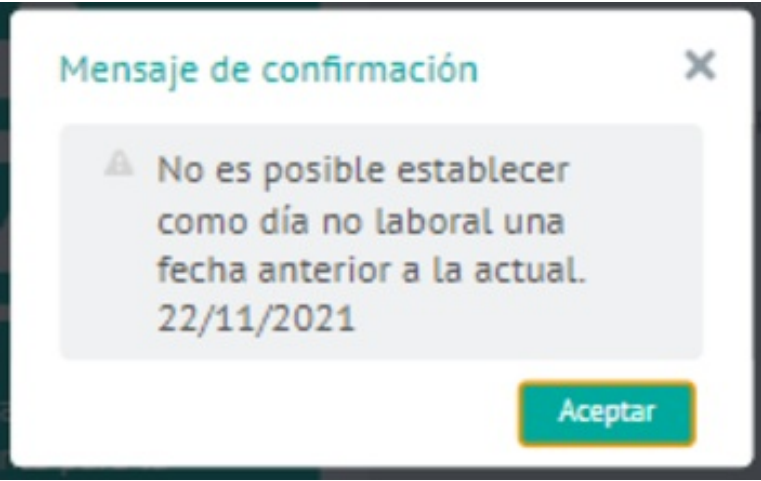 Mensaje de confirmación
No es posible establecer
como día no laboral una
fecha anterior a la actual.
22/11/2021
Aceptar